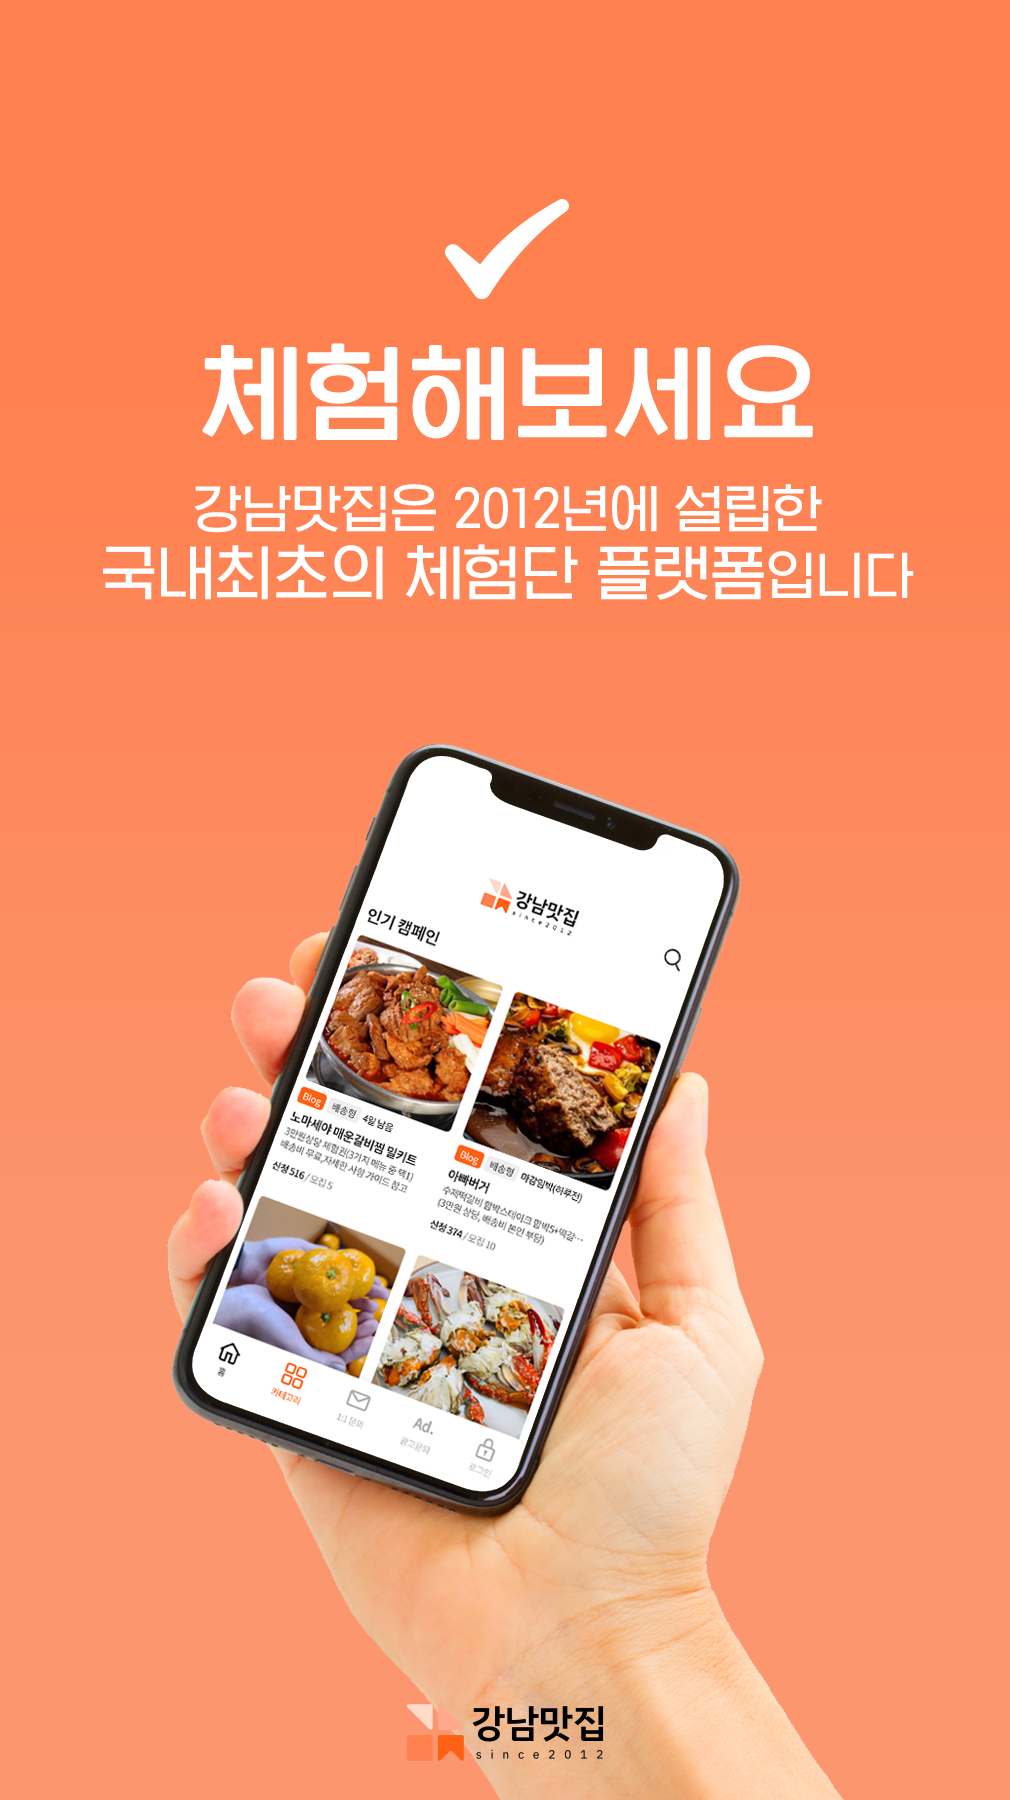 체험해보세요
강남맛집은 2012년에 설립한
국내최초의 체험단 플랫폼입니다
강남맛집
since2012
인기 캠페인
Blog 배송형 4일 남음
노마세야 매운갈비찜 밀키트
3만원상당 체험권(3가지 메뉴 중 택1)
배송비 무료,자세한 사항 가이드 참고
신청 516 / 모집 5
Blog 배송형 마감임박(하루전)
아빠버거
수제떡갈비 함박스테이크 함박5+떡갈…
(3만원 상당, 배송비 본인 부담)
신청 374 / 모집 10
홈
카테고리
1:1 문의
Ad.
광고문의
로그인
강남맛집
since2012